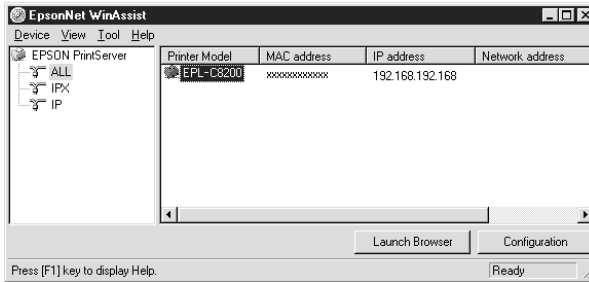 EpsonNet WinAssist
Device View Tool Help
EPSON PrintServer
ALL
IPX
IP
Printer Model MAC address IP address Network address
EPL-C8200 xxxxxxxxxxxx 192.168.192.168
Launch Browser Configuration
Press [F1] key to display Help. Ready